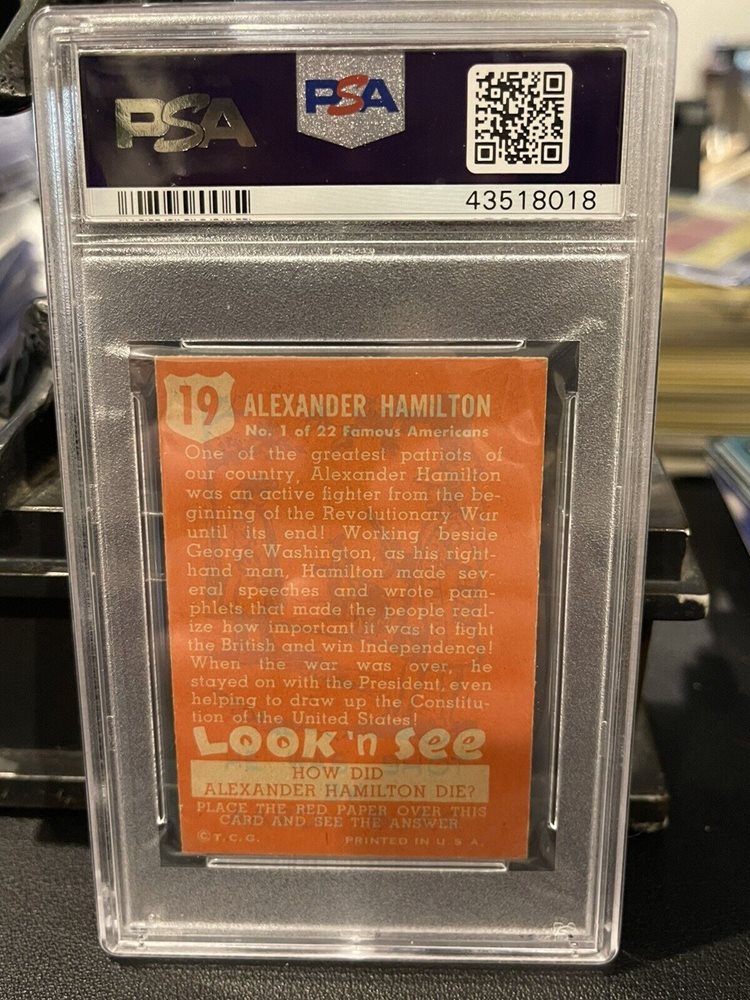 PSA
PSA
43518018
19
ALEXANDER HAMILTON
No. 1 of 22 Famous Americans
One of the greatest patriots of
our country, Alexander Hamilton
was an active fighter from the be-
ginning of the Revolutionary War
until its end! Working beside
George Washington, as his right-
hand man, Hamilton made sev-
eral speeches and wrote pam-
phlets that made the people real-
ize how important it was to fight
the British and win Independence!
When the war was over, he
stayed on with the President, even
helping to draw up the Constitu-
tion of the United States!
LOOK 'n See
HOW DID
ALEXANDER HAMILTON DIE?
PLACE THE RED PAPER OVER THIS
CARD AND SEE THE ANSWER.
© T.C.G. PRINTED IN U.S.A.